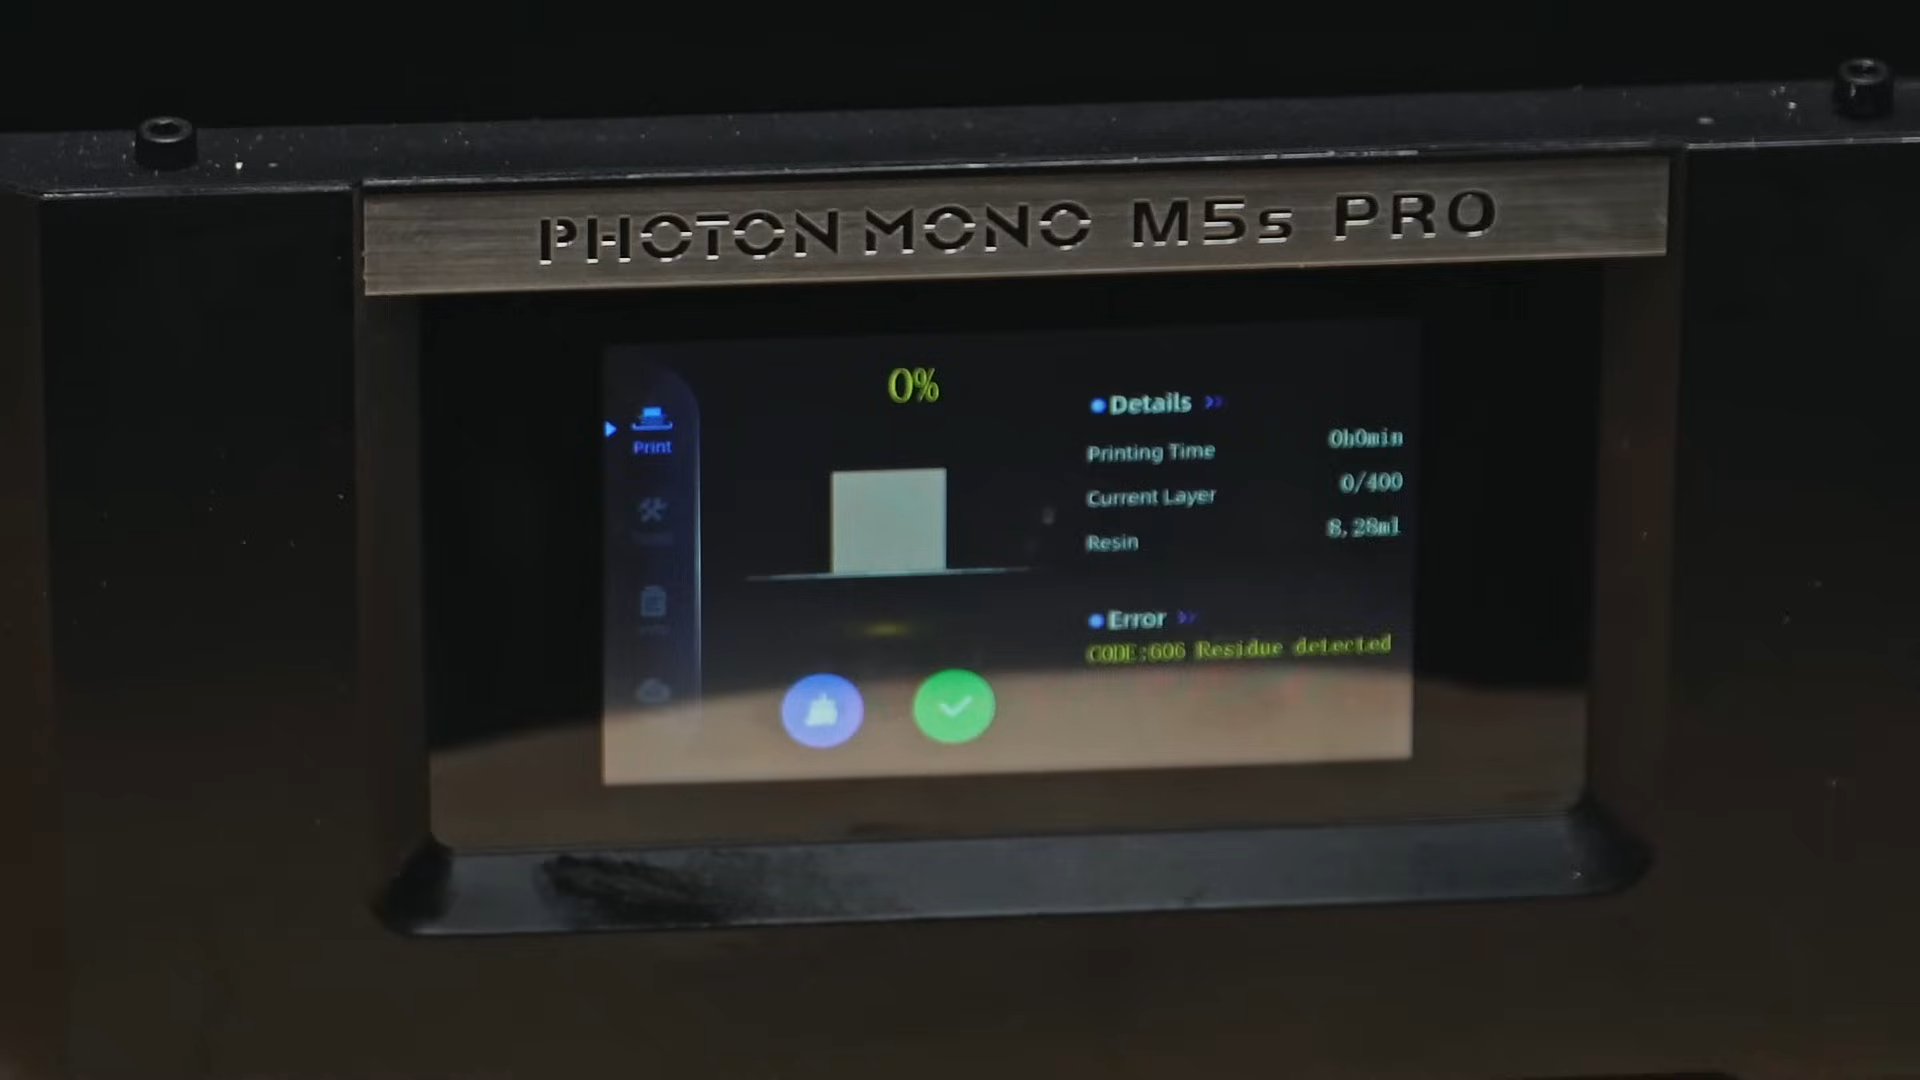 PHOTON MONO M5s PRO
0%
Print
Details
Printing Time 0h0min
Current Layer 0/400
Resin 8.28ml
Error
CODE:606 Residue detected